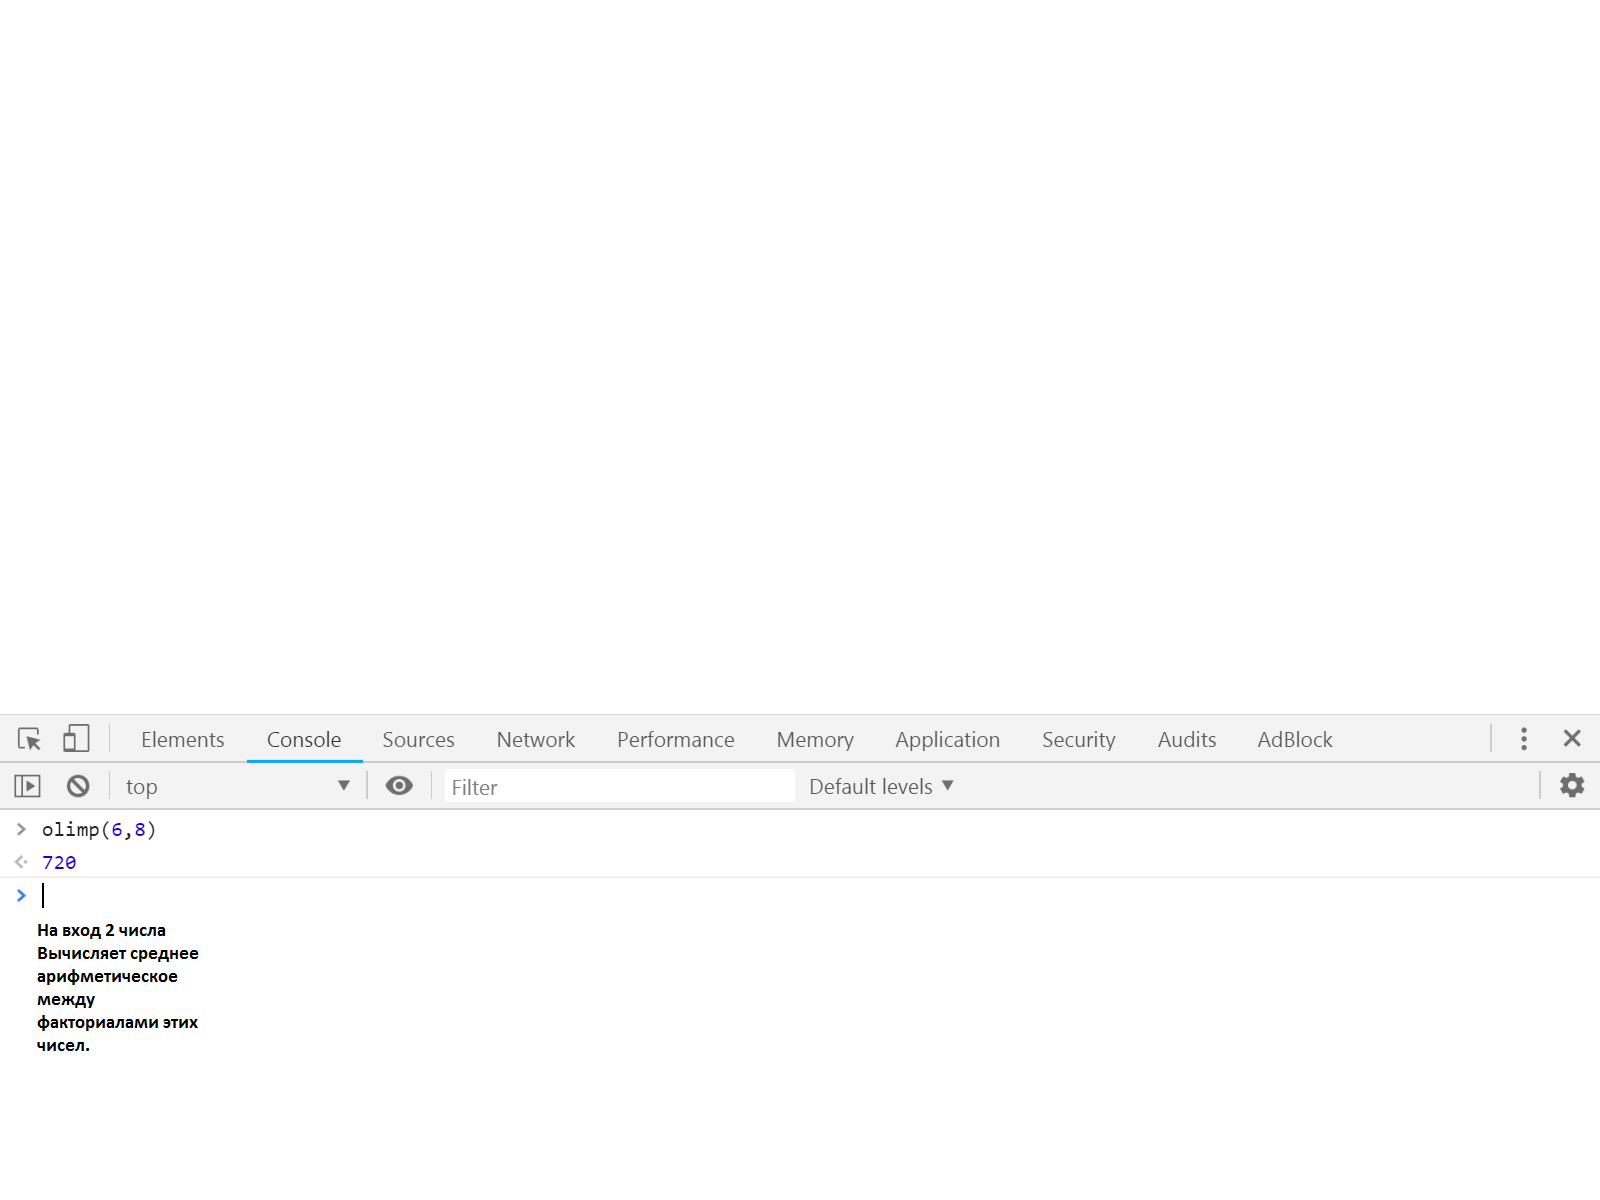 Elements Console Sources Network Performance Memory Application Security Audits AdBlock
top Filter Default levels
olimp(6,8)
720
На вход 2 числа
Вычисляет среднее
арифметическое
между
факториалами этих
чисел.